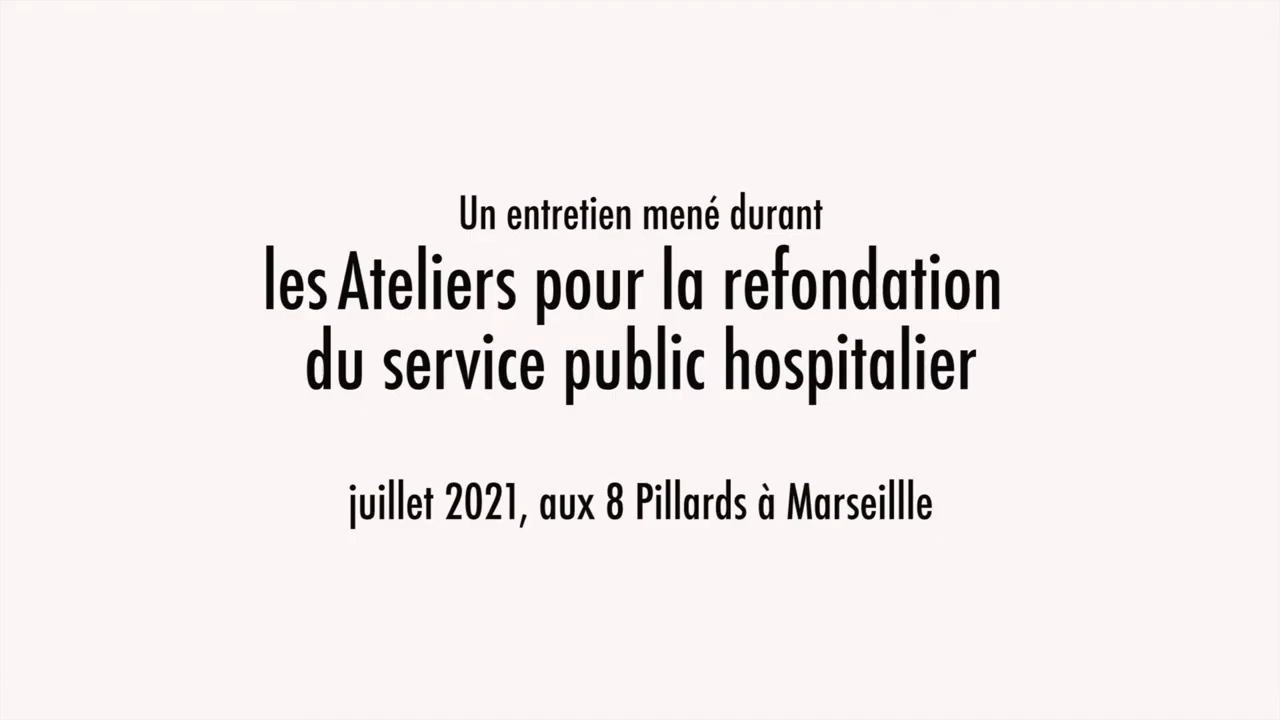 Un entretien mené durant
les Ateliers pour la refondation
du service public hospitalier
juillet 2021, aux 8 Pillards à Marseillle